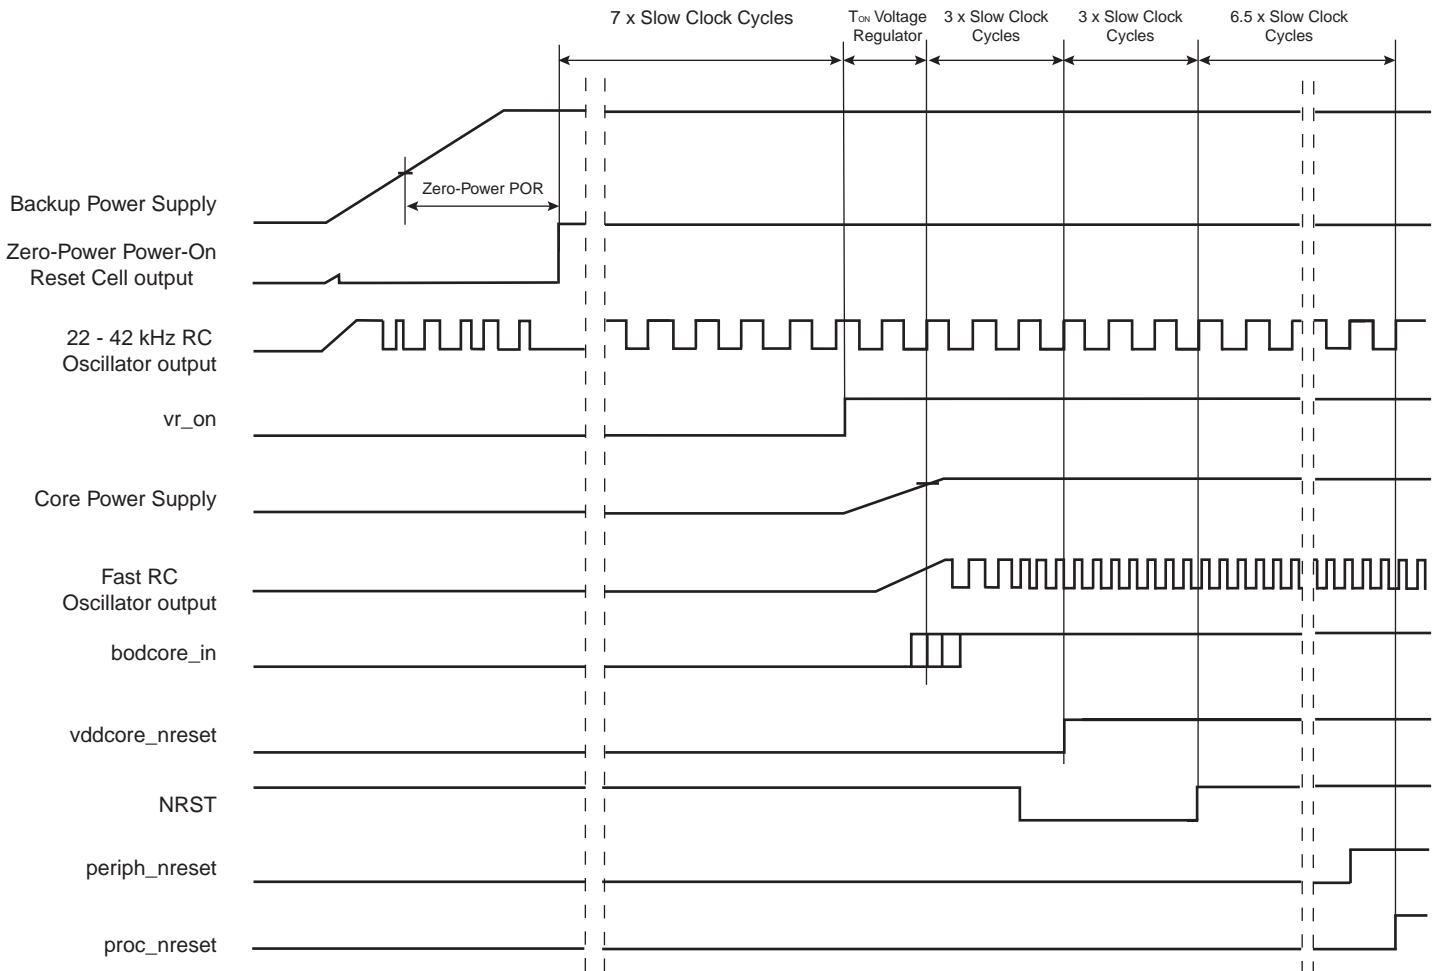 7 x Slow Clock Cycles
TON Voltage
Regulator
3 x Slow Clock
Cycles
3 x Slow Clock
Cycles
6.5 x Slow Clock
Cycles
Zero-Power POR
Backup Power Supply
Zero-Power Power-On
Reset Cell output
22 - 42 kHz RC
Oscillator output
vr_on
Core Power Supply
Fast RC
Oscillator output
bodcore_in
vddcore_nreset
NRST
periph_nreset
proc_nreset